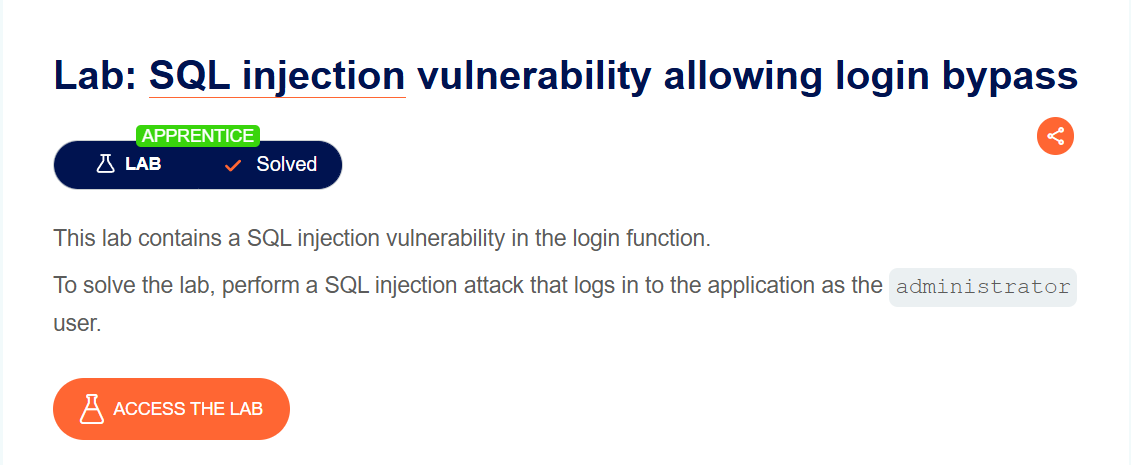 Lab: SQL injection vulnerability allowing login bypass
APPRENTICE
LAB Solved
This lab contains a SQL injection vulnerability in the login function.
To solve the lab, perform a SQL injection attack that logs in to the application as the administrator
user.
ACCESS THE LAB